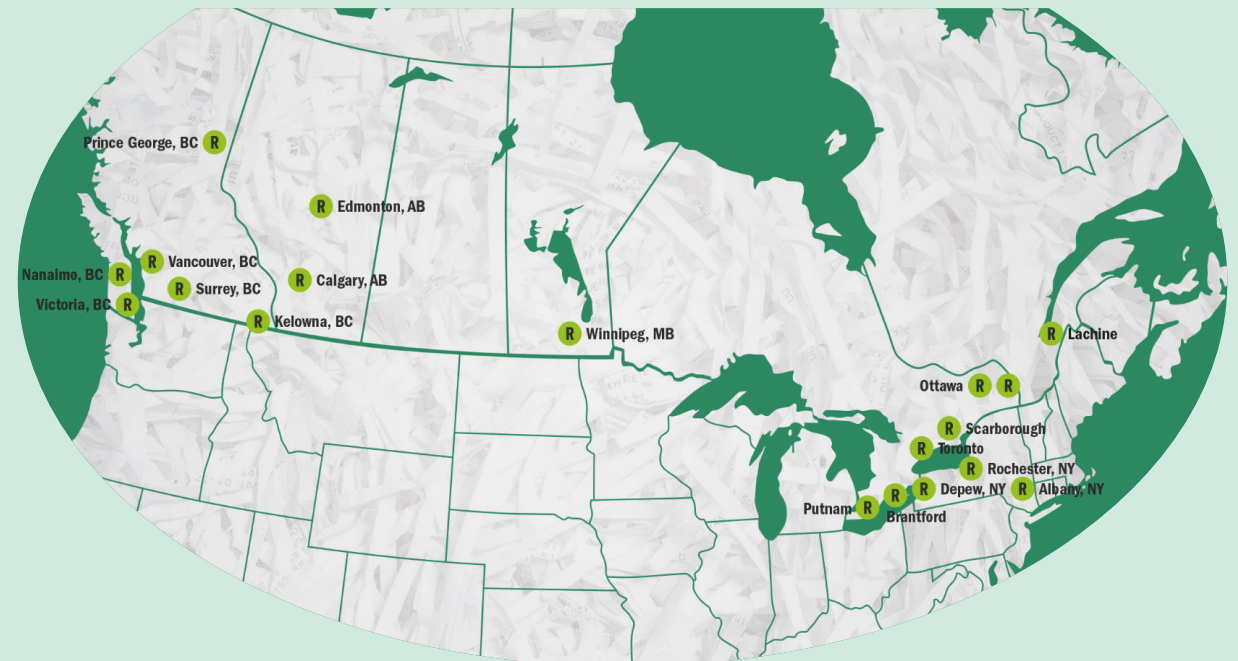 Prince George, BC R
R Edmonton, AB
R Vancouver, BC
Nanaimo, BC R
R Surrey, BC
R Calgary, AB
Victoria, BC R
R Kelowna, BC
R Winnipeg, MB
R Lachine
Ottawa R R
R Scarborough
R Toronto
R Rochester, NY
R Depew, NY
R Albany, NY
Putnam R
R Brantford